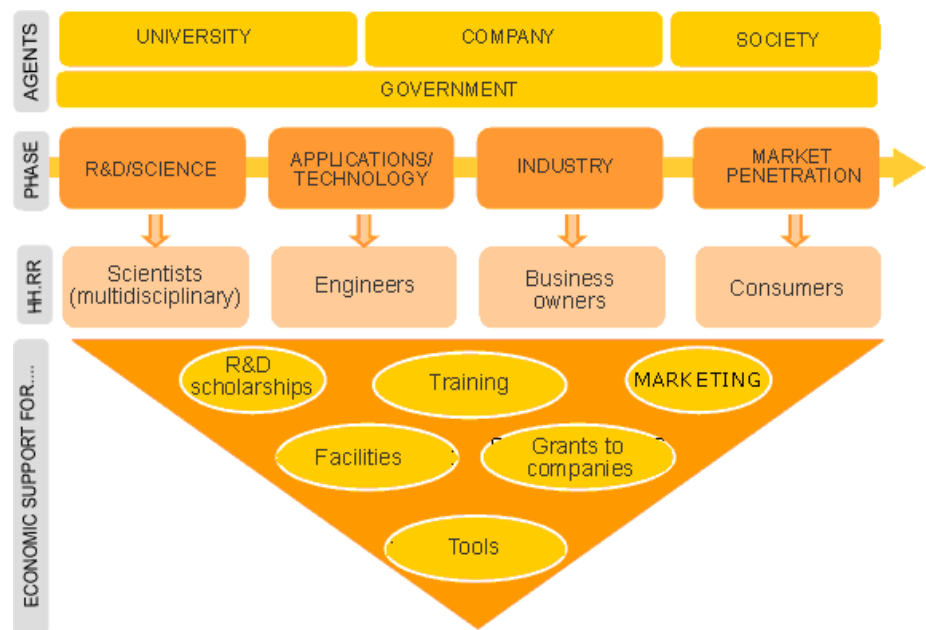 AGENTS
UNIVERSITY
COMPANY
SOCIETY
GOVERNMENT
PHASE
R&D/SCIENCE
APPLICATIONS/
TECHNOLOGY
INDUSTRY
MARKET
PENETRATION
HH.RR
Scientists
(multidisciplinary)
Engineers
Business
owners
Consumers
ECONOMIC SUPPORT FOR....
R&D
scholarships
Training
MARKETING
Facilities
Grants to
companies
Tools